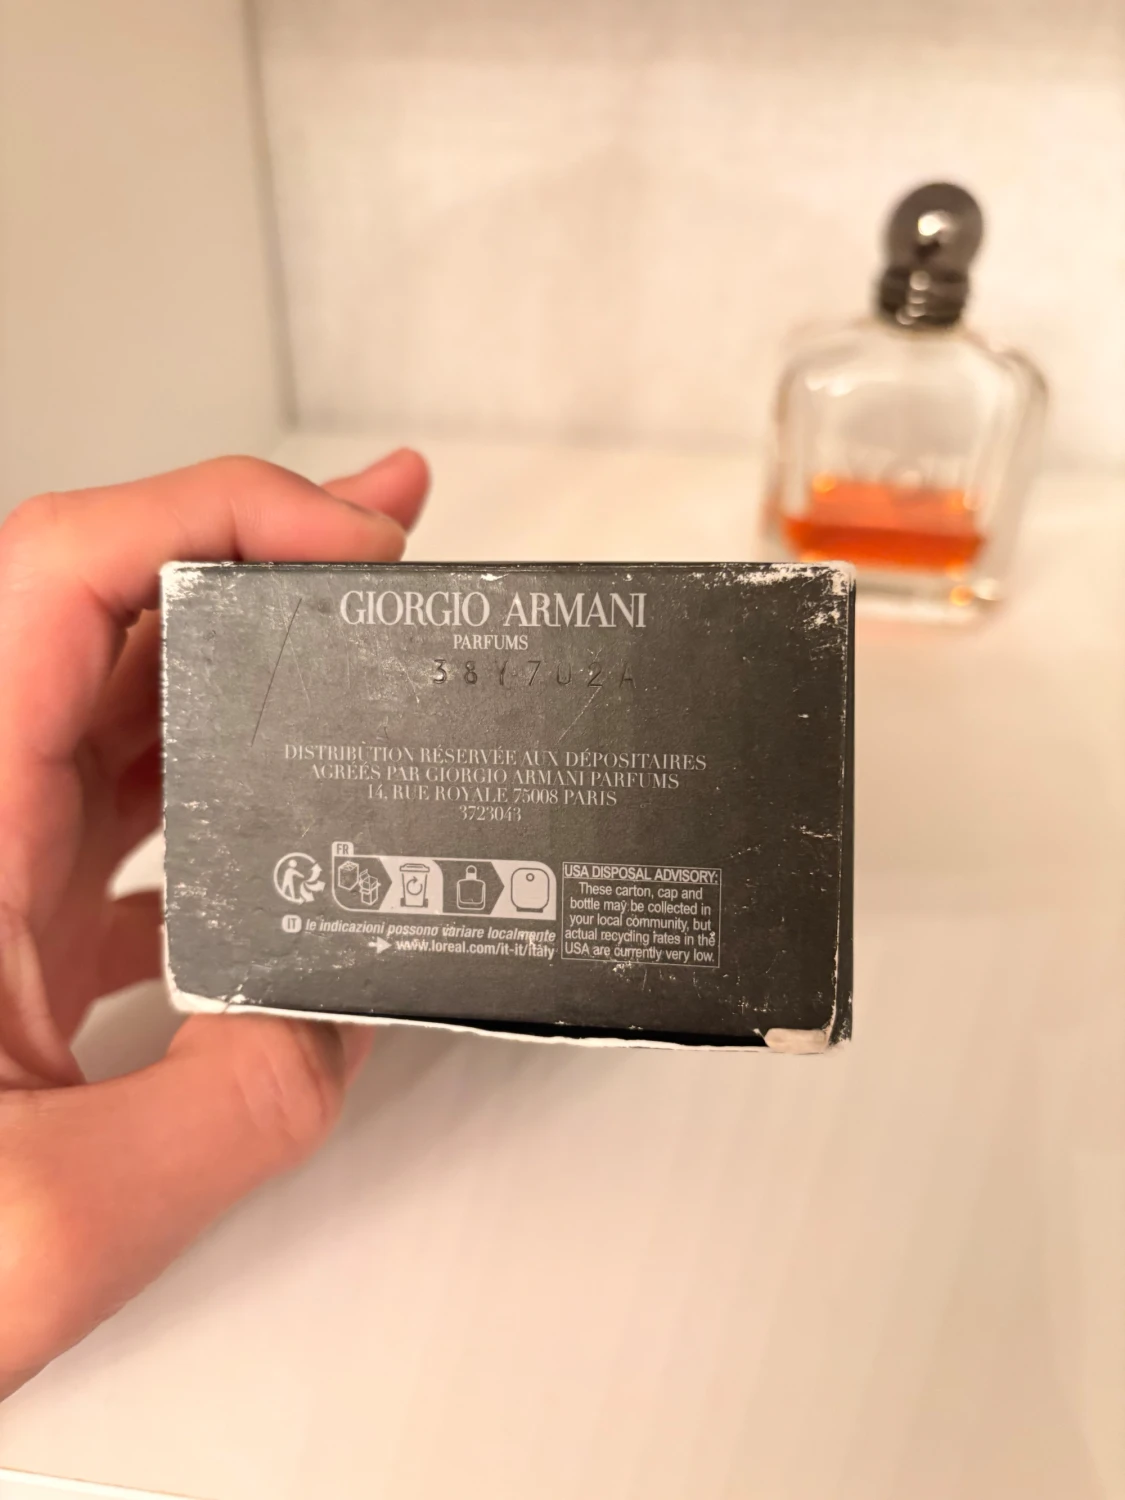 GIORGIO ARMANI
PARFUMS
38Y702A
DISTRIBUTION RÉSERVÉE AUX DÉPOSITAIRES
AGRÉÉS PAR GIORGIO ARMANI PARFUMS
14, RUE ROYALE 75008 PARIS
3723043
FR
IT le indicazioni possono variare localmente
www.loreal.com/it-it/italy
USA DISPOSAL ADVISORY:
These carton, cap and
bottle may be collected in
your local community, but
actual recycling rates in the
USA are currently very low.